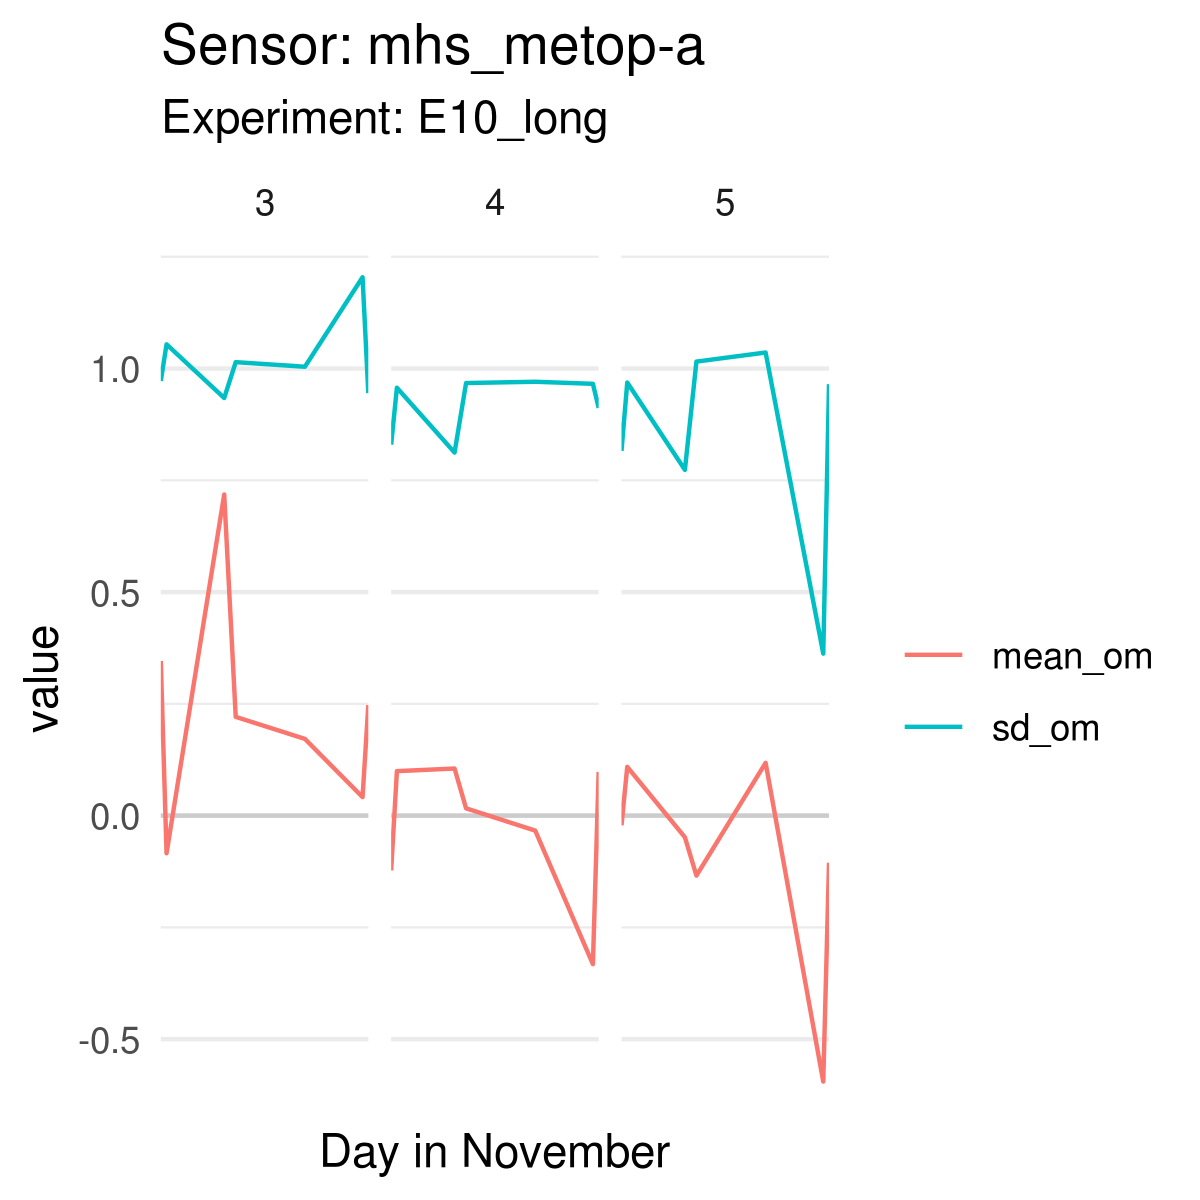 Sensor: mhs_metop-a
Experiment: E10_long
3 4 5
1.0
0.5
0.0
-0.5
value
mean_om
sd_om
Day in November